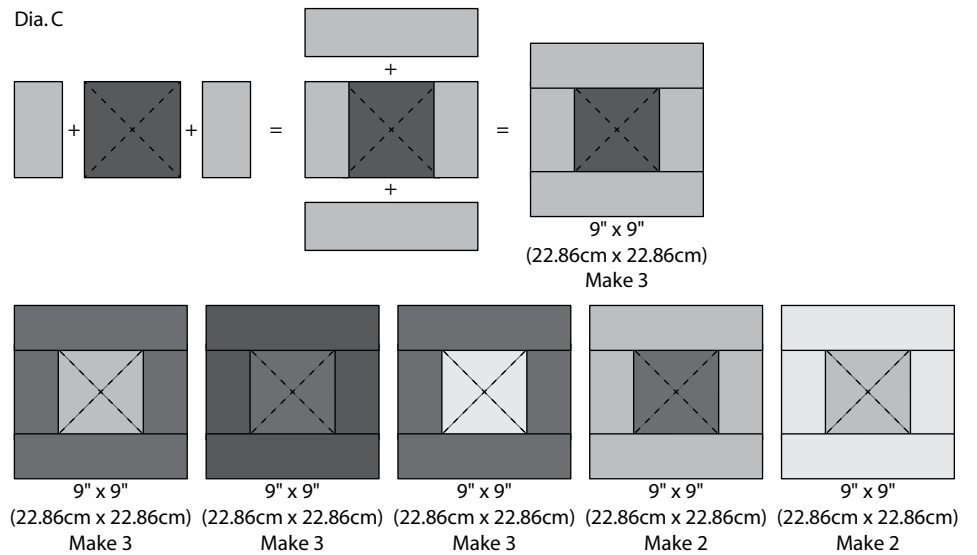 Dia. C
+ + = + + =
9" x 9"
(22.86cm x 22.86cm)
Make 3
9" x 9"
(22.86cm x 22.86cm)
Make 3
9" x 9"
(22.86cm x 22.86cm)
Make 3
9" x 9"
(22.86cm x 22.86cm)
Make 3
9" x 9"
(22.86cm x 22.86cm)
Make 2
9" x 9"
(22.86cm x 22.86cm)
Make 2